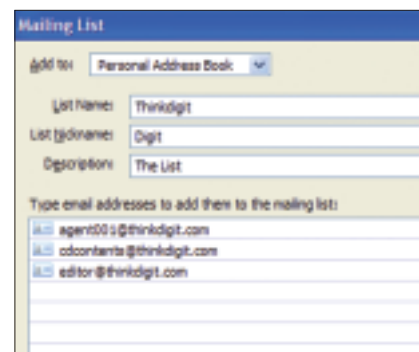 Mailing List
Add to: Personal Address Book
List Name: Thinkdigit
List Nickname: Digit
Description: The List
Type email addresses to add them to the mailing list:
agent001@thinkdigit.com
cdcontents@thinkdigit.com
editor@thinkdigit.com